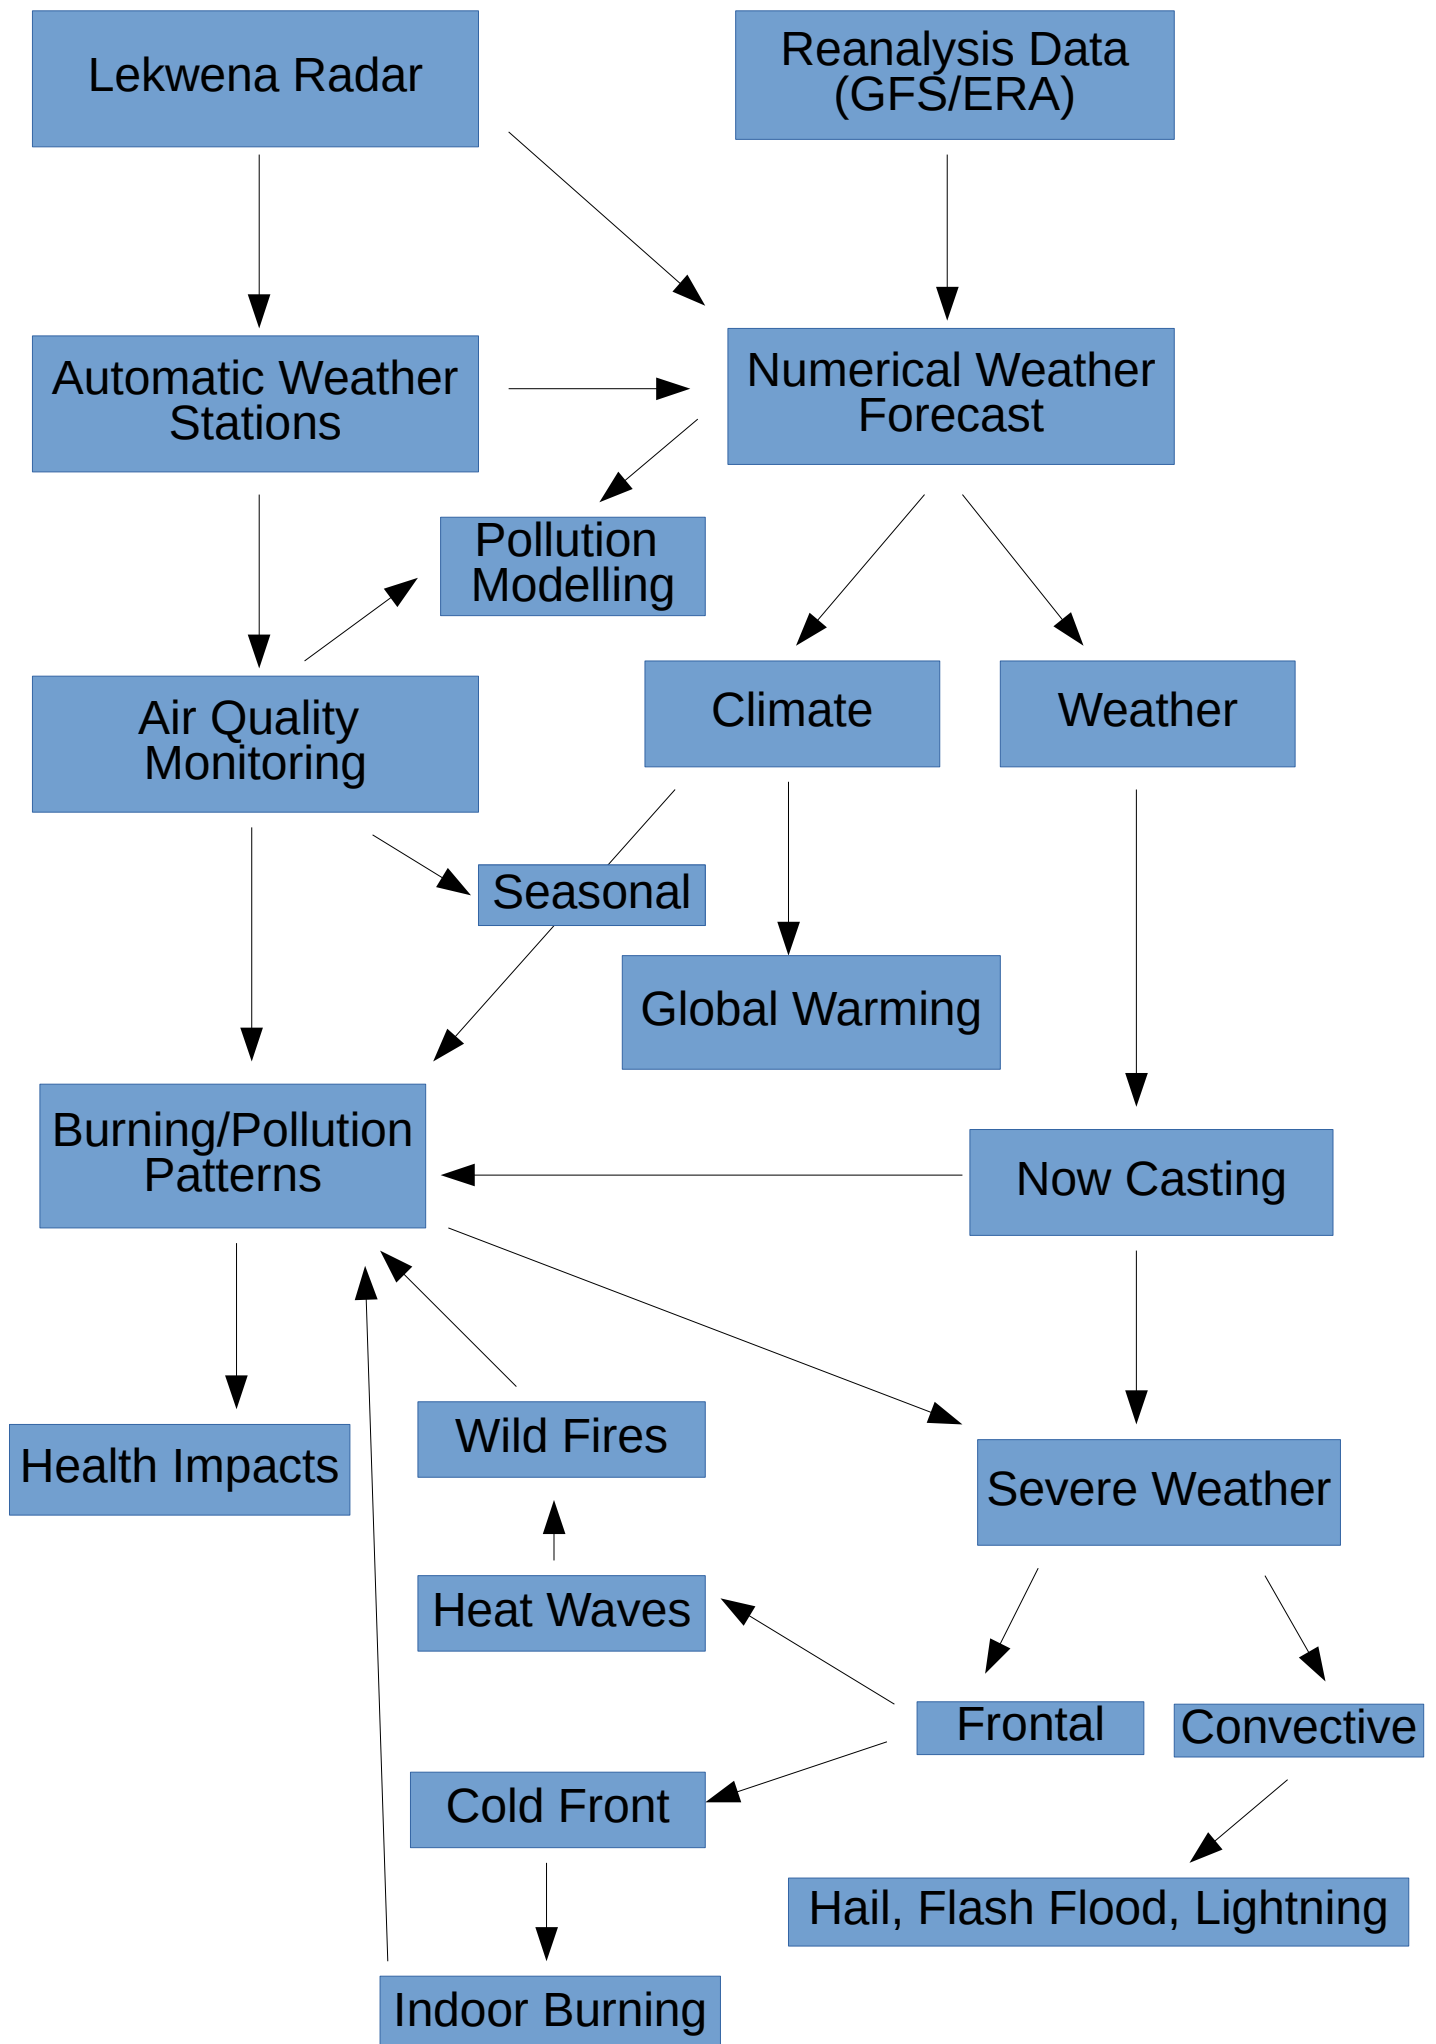 Lekwena Radar
Reanalysis Data
(GFS/ERA)
Automatic Weather
Stations
Numerical Weather
Forecast
Pollution
Modelling
Air Quality
Monitoring
Climate
Weather
Seasonal
Global Warming
Burning/Pollution
Patterns
Now Casting
Health Impacts
Wild Fires
Severe Weather
Heat Waves
Frontal
Convective
Cold Front
Hail, Flash Flood, Lightning
Indoor Burning